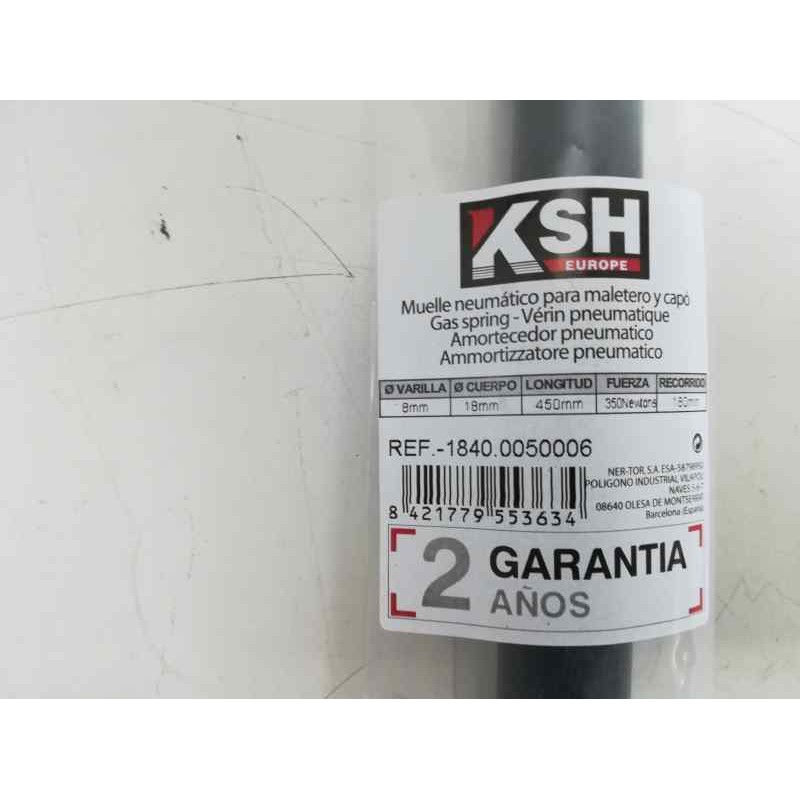 KSH
EUROPE
Muelle neumático para maletero y capó
Gas spring - Vérin pneumatique
Amortecedor pneumatico
Ammortizzatore pneumatico
Ø VARILLA Ø CUERPO LONGITUD FUERZA RECORRIDO
8mm 18mm 450mm 350Newtons 180mm
REF.-1840.0050006
NER-TOR, S.A.
POLIGONO INDUSTRIAL
NAVES
08640 OLESA DE MONTSERRAT
Barcelona (España)
8 421779 553634
2 GARANTIA
AÑOS